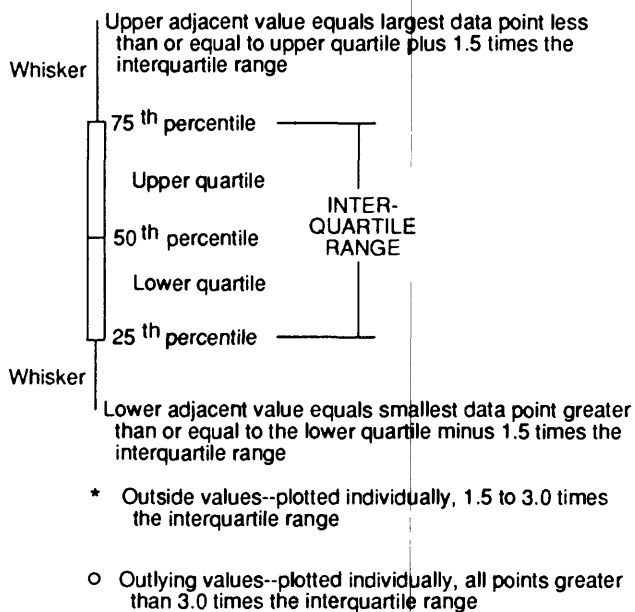 Upper adjacent value equals largest data point less
than or equal to upper quartile plus 1.5 times the
interquartile range
Whisker
75 th percentile
Upper quartile
INTER-
QUARTILE
RANGE
50 th percentile
Lower quartile
25 th percentile
Whisker
Lower adjacent value equals smallest data point greater
than or equal to the lower quartile minus 1.5 times the
interquartile range
* Outside values--plotted individually, 1.5 to 3.0 times
the interquartile range
o Outlying values--plotted individually, all points greater
than 3.0 times the interquartile range